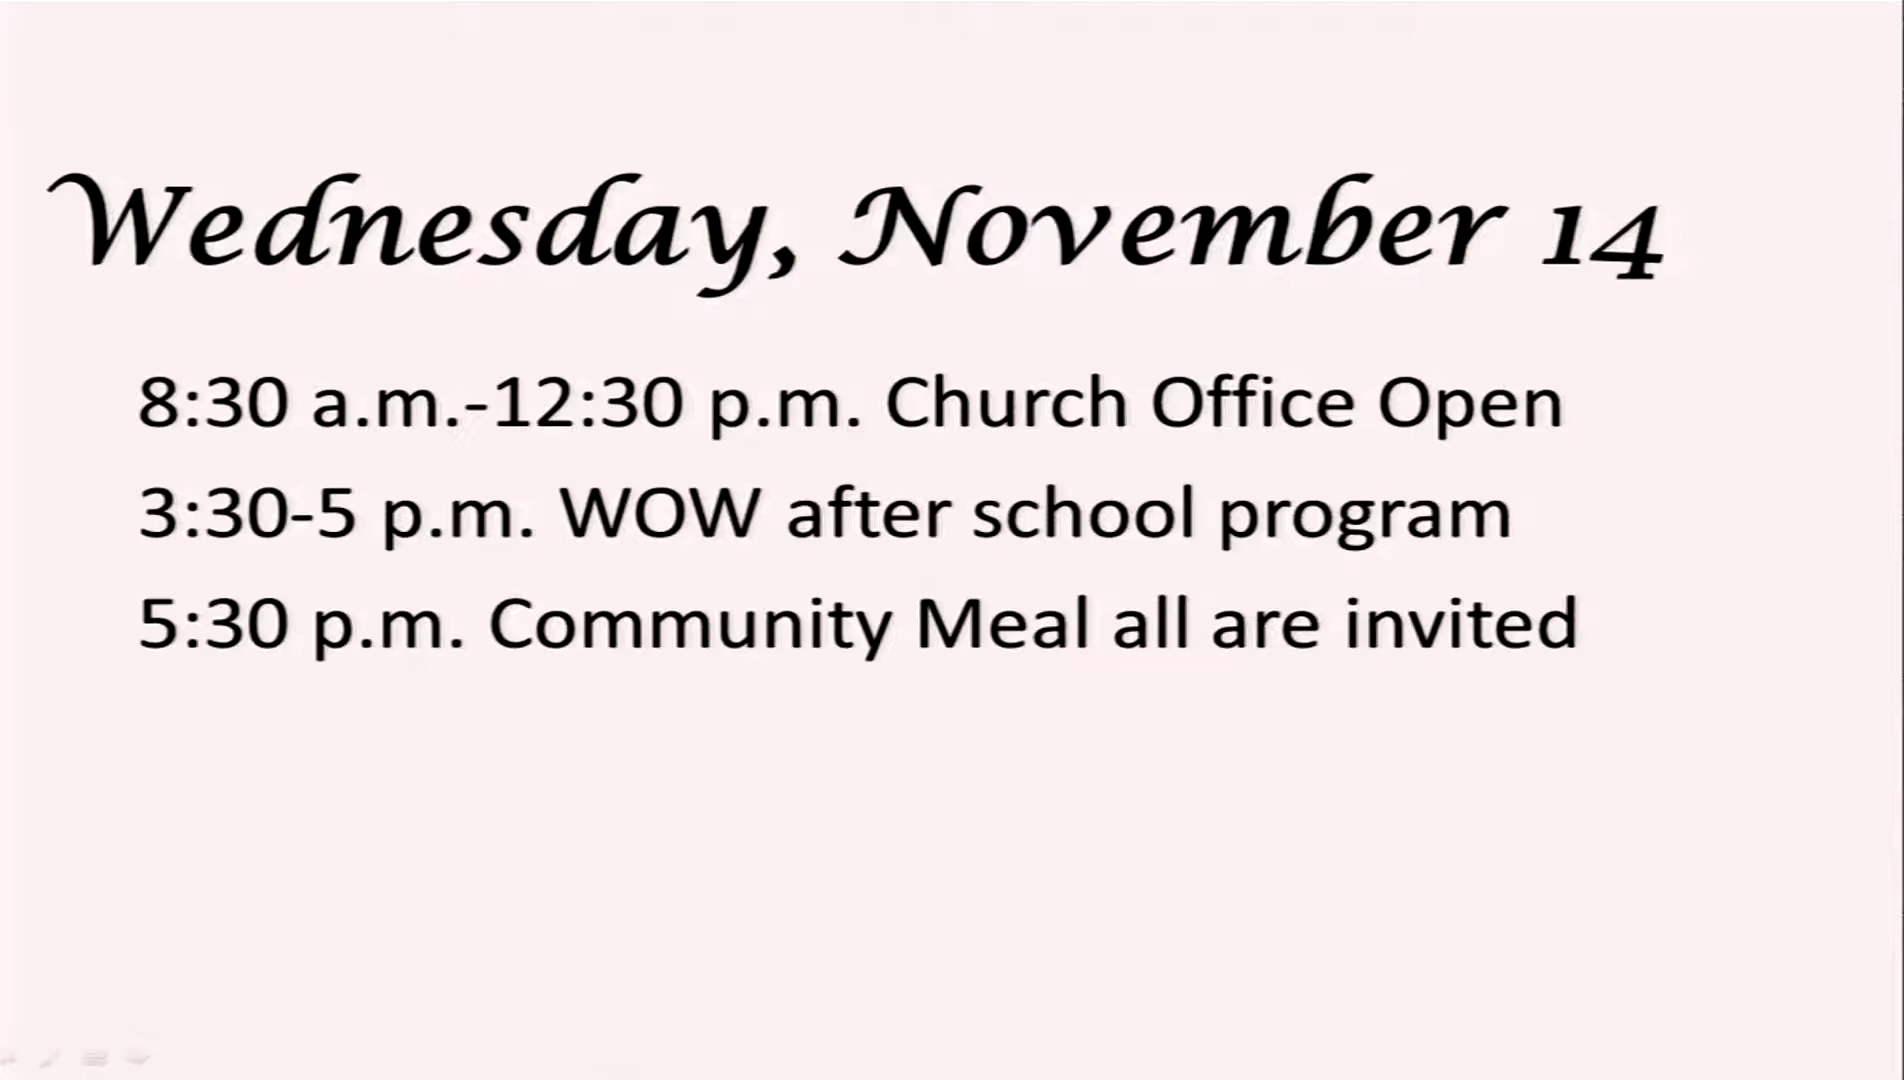 Wednesday, November 14
8:30 a.m.-12:30 p.m. Church Office Open
3:30-5 p.m. WOW after school program
5:30 p.m. Community Meal all are invited